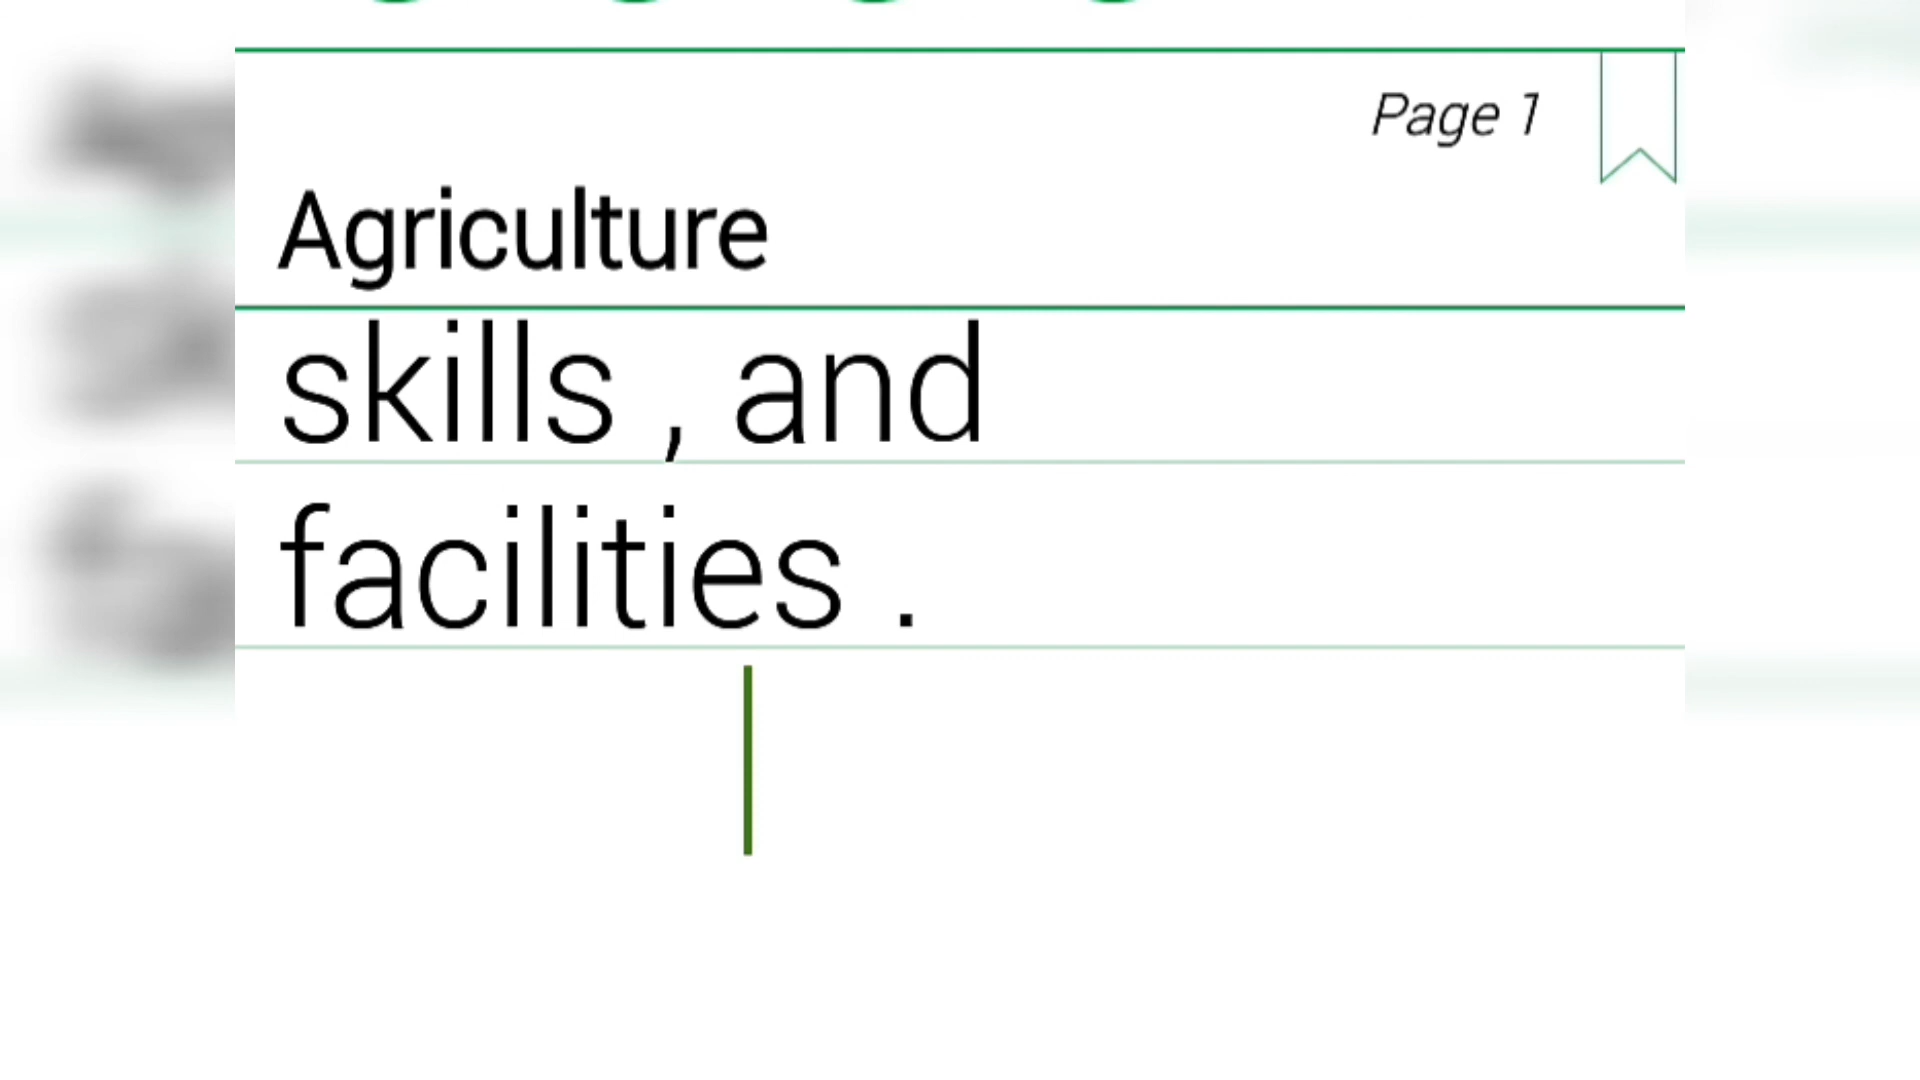 Page 1
Agriculture
skills , and
facilities .